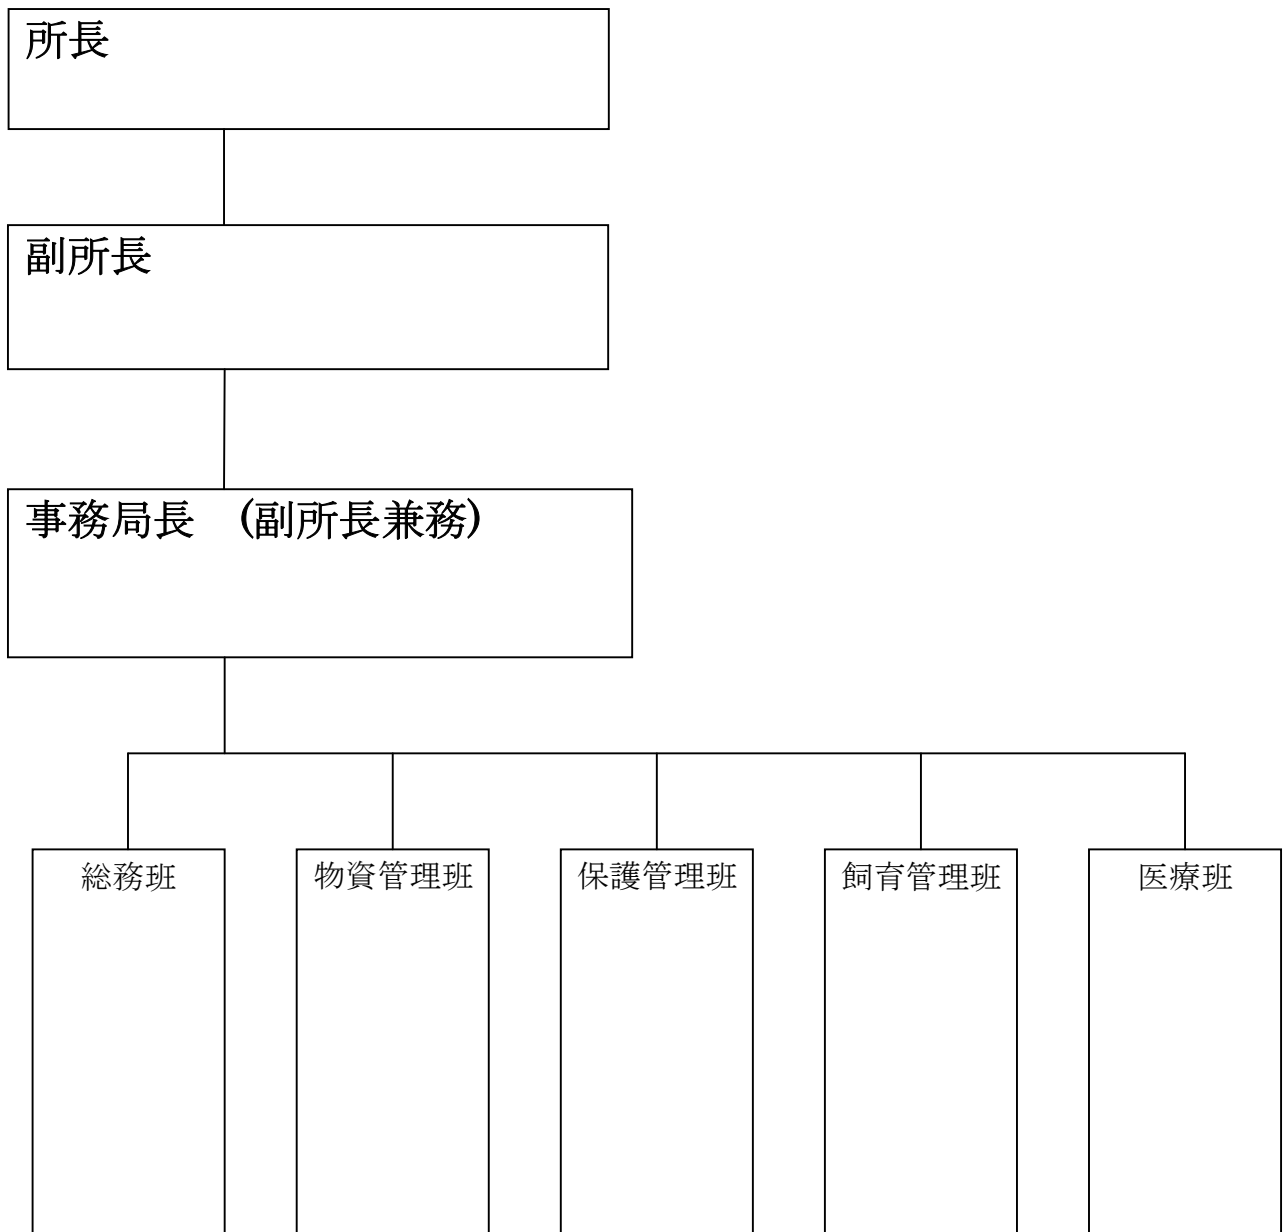 所長
副所長
事務局長　(副所長兼務)
総務班
物資管理班
保護管理班
飼育管理班
医療班